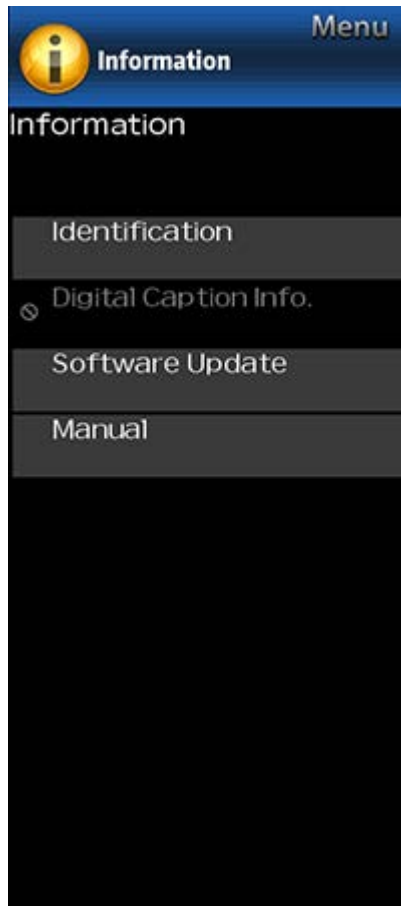 Menu
Information
Information
Identification
Digital Caption Info.
Software Update
Manual